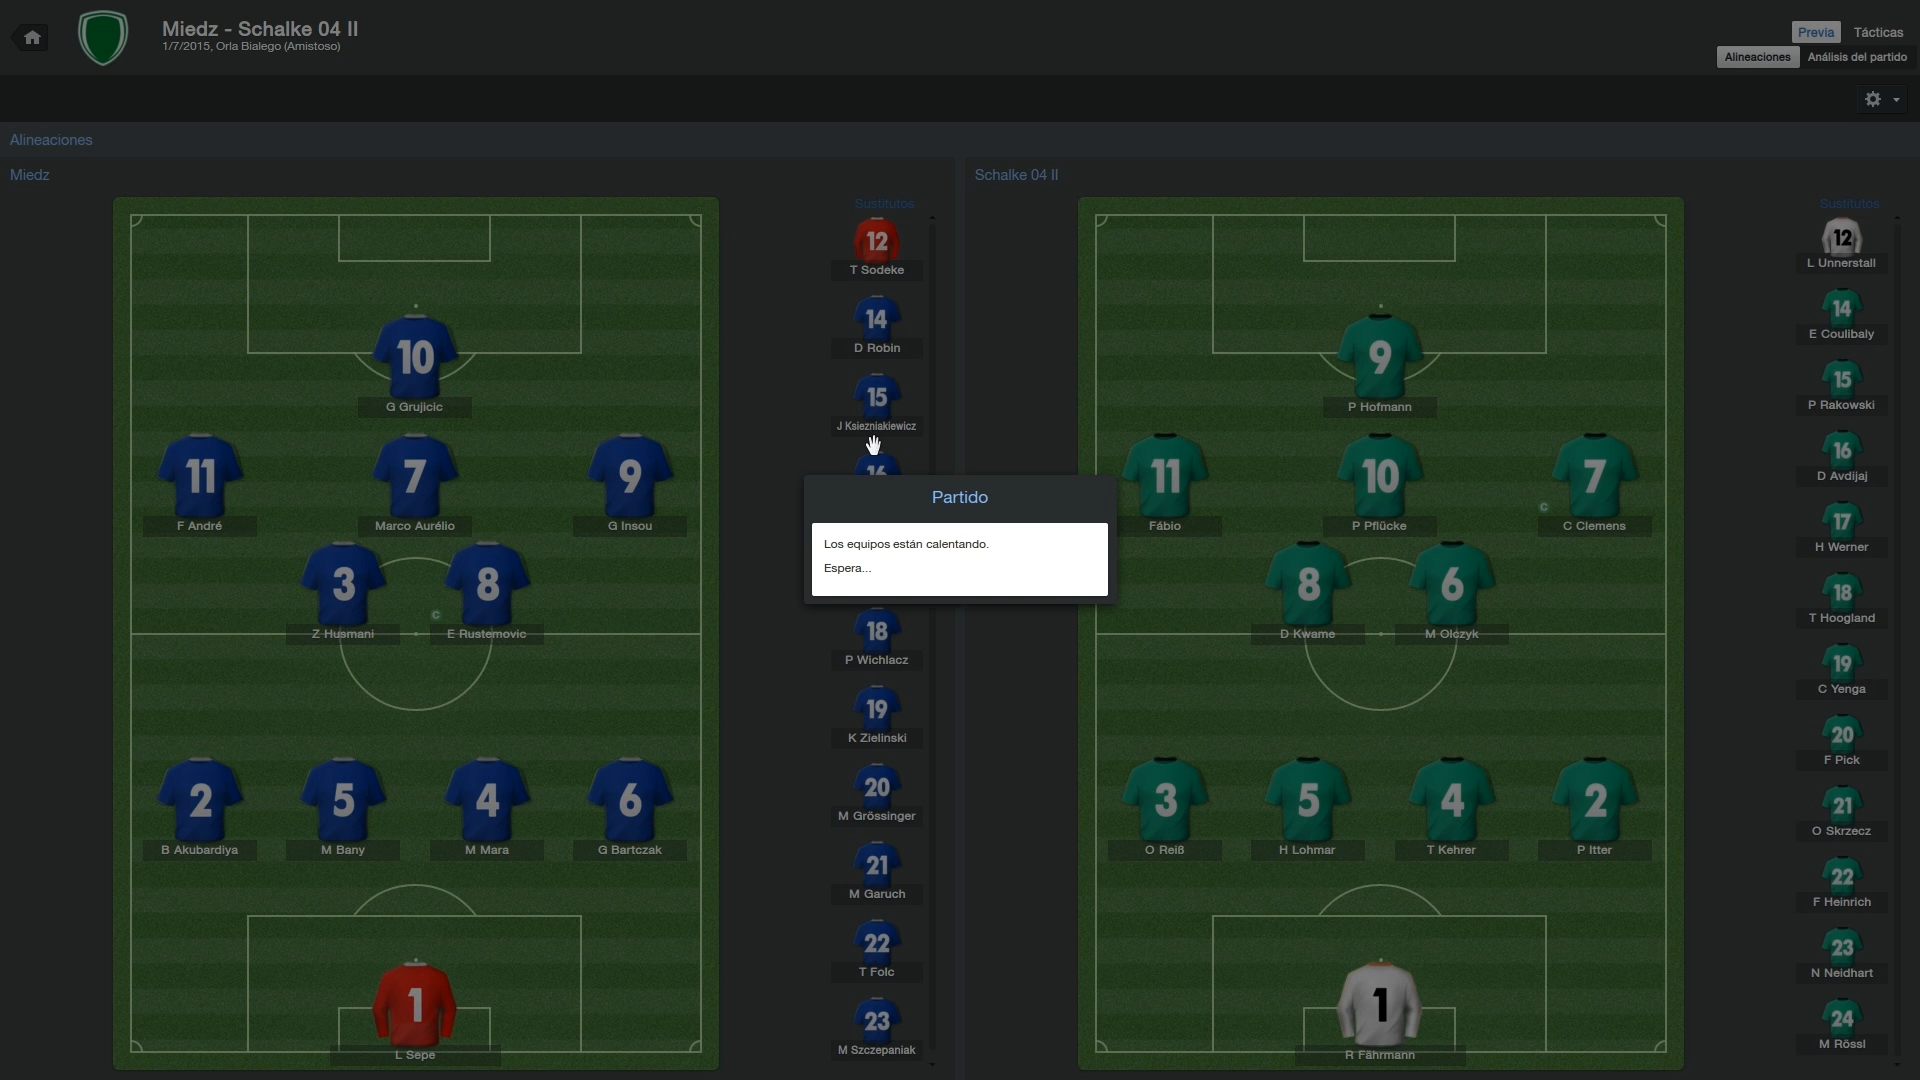 Miedz - Schalke 04 II
1/7/2015, Orla Bialego (Amistoso)
Previa
Tácticas
Alineaciones
Análisis del partido
Alineaciones
Miedz
10
G Grujicic
11
F André
7
Marco Aurélio
9
G Insou
3
Z Husmani
C
8
E Rustemovic
2
B Akubardiya
5
M Bany
4
M Mara
6
G Bartczak
1
L Sepe
Sustitutos
12
T Sodeke
14
D Robin
15
J Ksiezniakiewicz
16
Partido
Los equipos están calentando.
Espera...
18
P Wichlacz
19
K Zielinski
20
M Grössinger
21
M Garuch
22
T Folc
23
M Szczepaniak
Schalke 04 II
9
P Hofmann
11
Fábio
10
P Pflücke
C
7
C Clemens
8
D Kwame
6
M Olczyk
3
O Reiß
5
H Lohmar
4
T Kehrer
2
P Itter
1
R Fährmann
Sustitutos
12
L Unnerstall
14
E Coulibaly
15
P Rakowski
16
D Avdijaj
17
H Werner
18
T Hoogland
19
C Yenga
20
F Pick
21
O Skrzecz
22
F Heinrich
23
N Neidhart
24
M Rössl